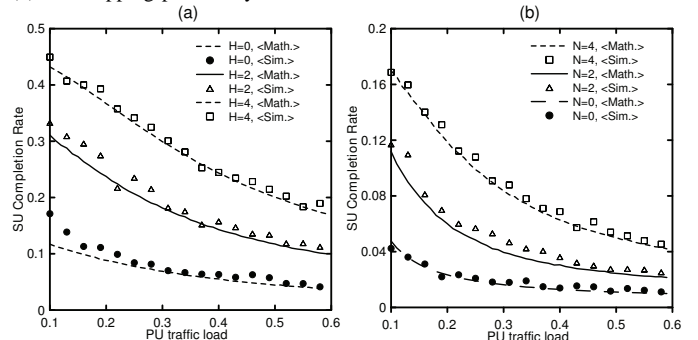 (a)
(b)
0.5
0.4
0.3
0.2
0.1
0
SU Completion Rate
H=0, <Math.>
H=0, <Sim.>
H=2, <Math.>
H=2, <Sim.>
H=4, <Math.>
H=4, <Sim.>
0.1 0.2 0.3 0.4 0.5 0.6
PU traffic load
0.16
0.2
0.12
0.08
0.04
0.00
SU Completion Rate
N=4, <Math.>
N=4, <Sim.>
N=2, <Math.>
N=2, <Sim.>
N=0, <Math.>
N=0, <Sim.>
0.1 0.2 0.3 0.4 0.5 0.6
PU traffic load